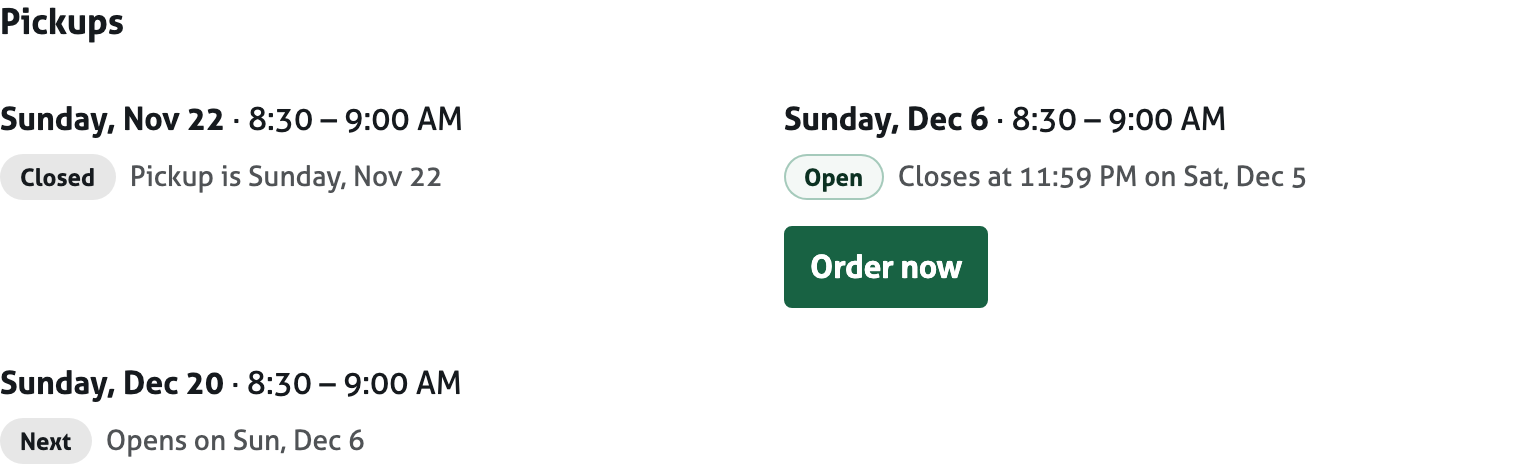 Pickups
Sunday, Nov 22 · 8:30 – 9:00 AM
Closed Pickup is Sunday, Nov 22
Sunday, Dec 6 · 8:30 – 9:00 AM
Open Closes at 11:59 PM on Sat, Dec 5
Order now
Sunday, Dec 20 · 8:30 – 9:00 AM
Next Opens on Sun, Dec 6